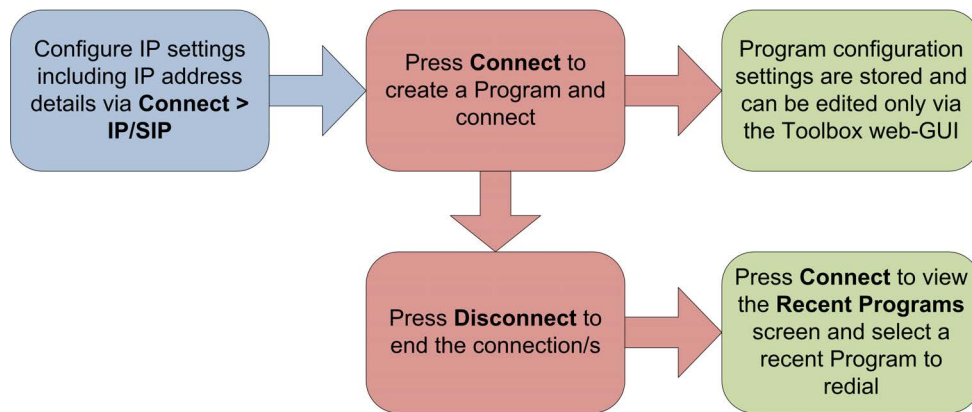 Configure IP settings
including IP address
details via Connect >
IP/SIP
Press Connect to
create a Program and
connect
Program configuration
settings are stored and
can be edited only via
the Toolbox web-GUI
Press Disconnect to
end the connection/s
Press Connect to view
the Recent Programs
screen and select a
recent Program to
redial